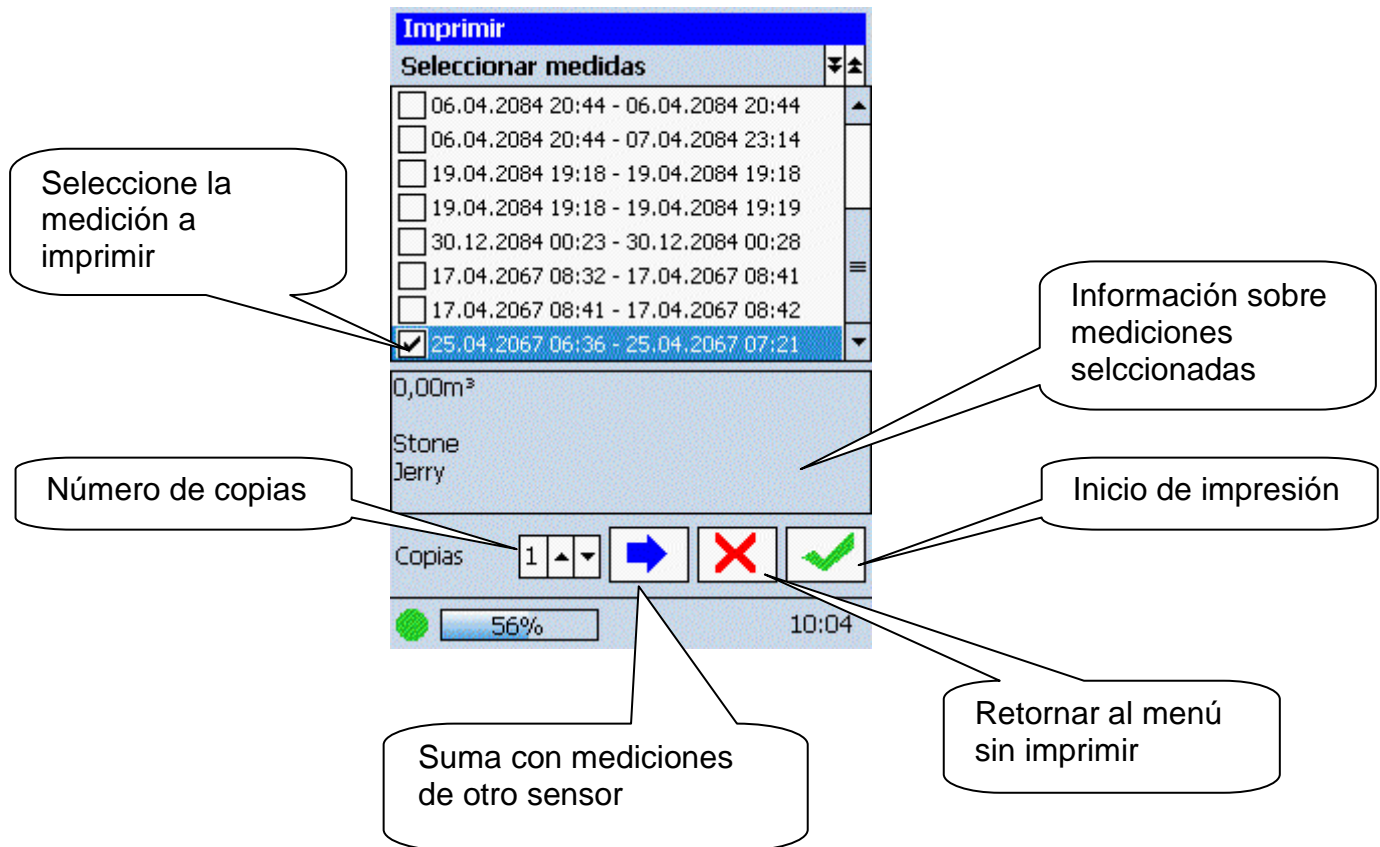 Imprimir
Seleccionar medidas
06.04.2084 20:44 - 06.04.2084 20:44
06.04.2084 20:44 - 07.04.2084 23:14
19.04.2084 19:18 - 19.04.2084 19:18
19.04.2084 19:18 - 19.04.2084 19:19
30.12.2084 00:23 - 30.12.2084 00:28
17.04.2067 08:32 - 17.04.2067 08:41
17.04.2067 08:41 - 17.04.2067 08:42
25.04.2067 06:36 - 25.04.2067 07:21
Seleccione la
medición a
imprimir
Información sobre
mediciones
selccionadas
0,00m³
Stone
Jerry
Número de copias
Inicio de impresión
Copias
1
56%
10:04
Retornar al menú
sin imprimir
Suma con mediciones
de otro sensor